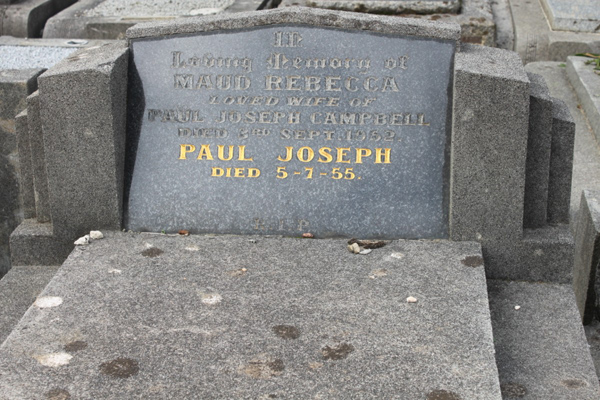 In
Loving Memory of
MAUD REBECCA
LOVED WIFE OF
PAUL JOSEPH CAMPBELL
DIED 3RD SEPT. 1952.
PAUL JOSEPH
DIED 5-7-55.